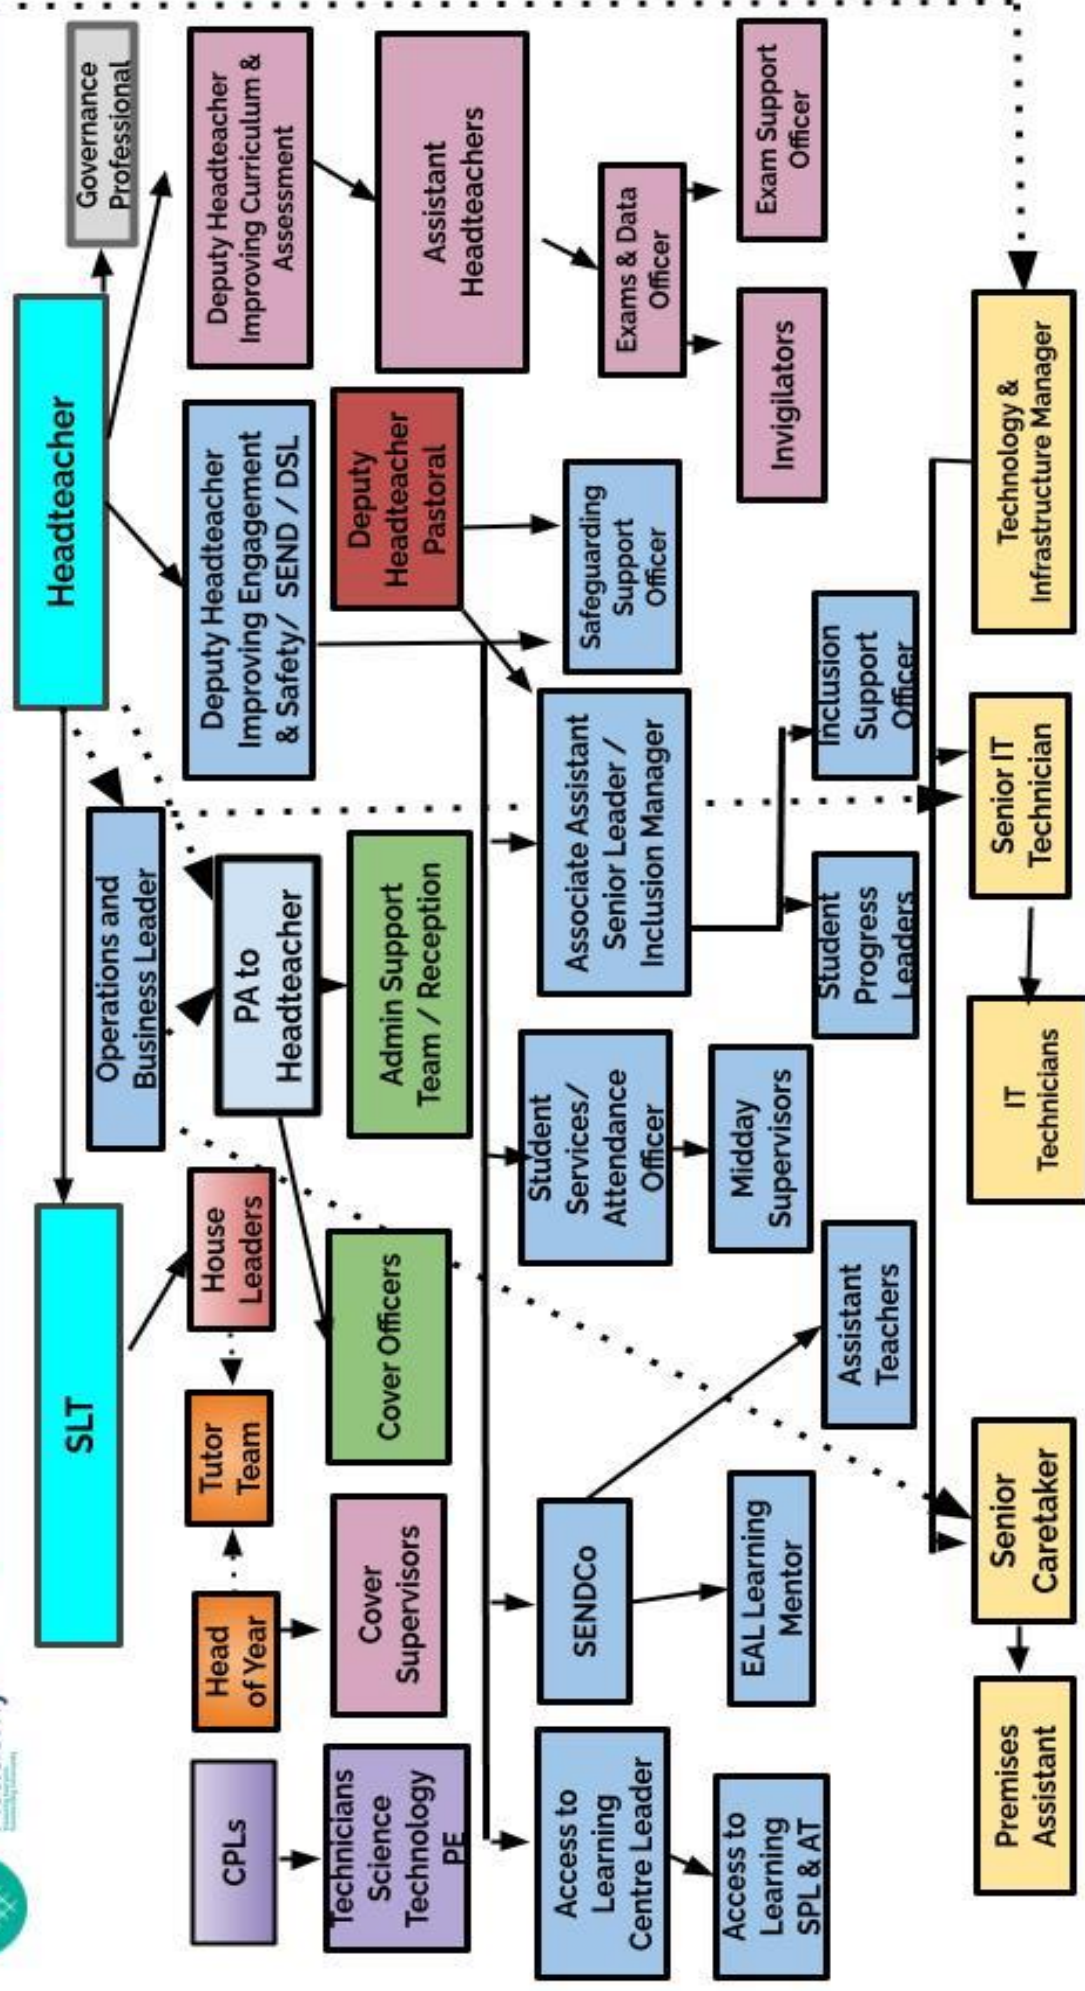 SLT
Headteacher
Governance
Professional
Operations and
Business Leader
CPLs
Head
of Year
Tutor
Team
House
Leaders
PA to
Headteacher
Deputy Headteacher
Improving Engagement
& Safety/ SEND / DSL
Deputy Headteacher
Improving Curriculum &
Assessment
Technicians
Science
Technology
PE
Cover
Supervisors
Cover Officers
Admin Support
Team / Reception
Deputy
Headteacher
Pastoral
Assistant
Headteachers
Access to
Learning
Centre Leader
SENDCo
Student
Services/
Attendance
Officer
Associate Assistant
Senior Leader /
Inclusion Manager
Safeguarding
Support
Officer
Exams & Data
Officer
Access to
Learning
SPL & AT
EAL Learning
Mentor
Assistant
Teachers
Midday
Supervisors
Student
Progress
Leaders
Inclusion
Support
Officer
Invigilators
Exam Support
Officer
Premises
Assistant
Senior
Caretaker
IT
Technicians
Senior IT
Technician
Technology &
Infrastructure Manager